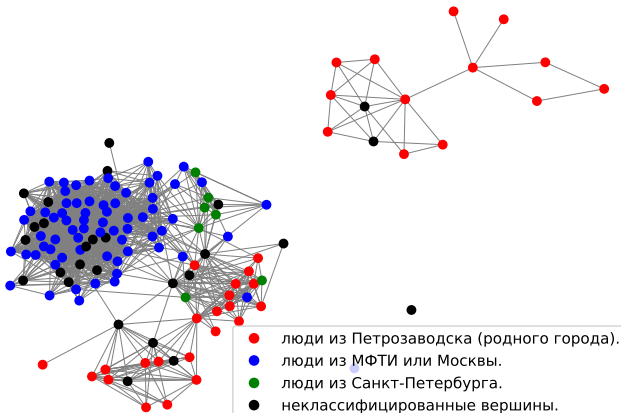 люди из Петрозаводска (родного города).
люди из МФТИ или Москвы.
люди из Санкт-Петербурга.
неклассифицированные вершины.